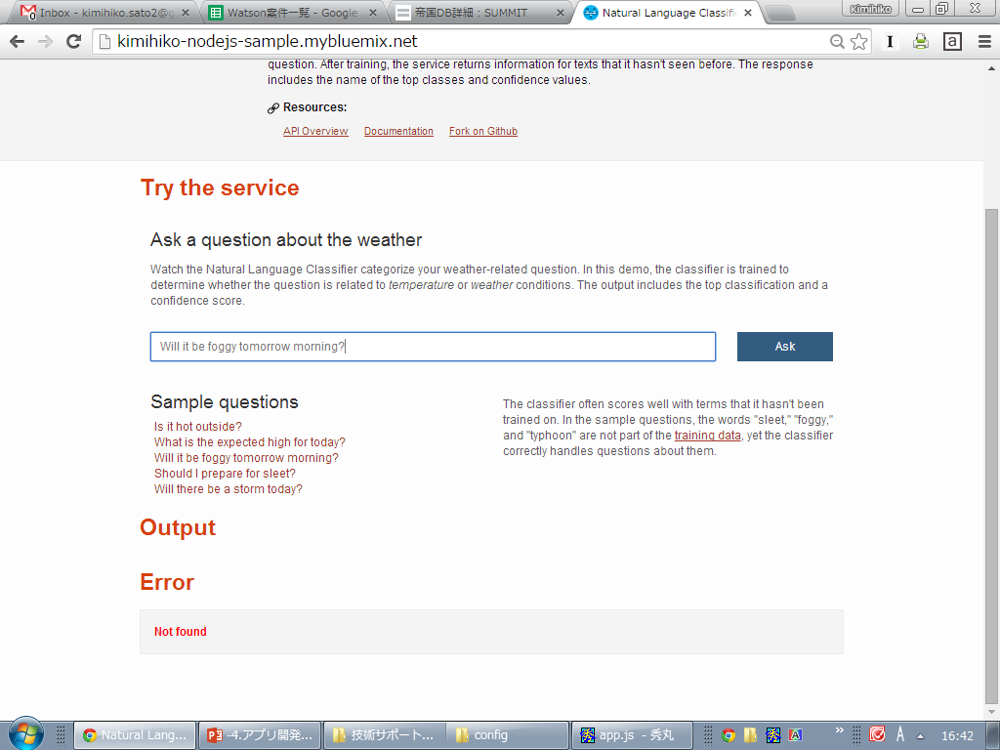 Inbox - kimihiko.sato2@g
Watson案件一覧 - Google
帝国DB詳細：SUMMIT
Natural Language Classifi
kimihiko
kimihiko-nodejs-sample.mybluemix.net
question. After training, the service returns information for texts that it hasn't seen before. The response
includes the name of the top classes and confidence values.
Resources:
API Overview Documentation Fork on Github
Try the service
Ask a question about the weather
Watch the Natural Language Classifier categorize your weather-related question. In this demo, the classifier is trained to
determine whether the question is related to temperature or weather conditions. The output includes the top classification and a
confidence score.
Will it be foggy tomorrow morning?
Ask
Sample questions
Is it hot outside?
What is the expected high for today?
Will it be foggy tomorrow morning?
Should I prepare for sleet?
Will there be a storm today?
The classifier often scores well with terms that it hasn't been
trained on. In the sample questions, the words "sleet," "foggy,"
and "typhoon" are not part of the training data, yet the classifier
correctly handles questions about them.
Output
Error
Not found
Natural Lang...
-4.アプリ開発...
技術サポート...
config
app.js - 秀丸
A
16:42